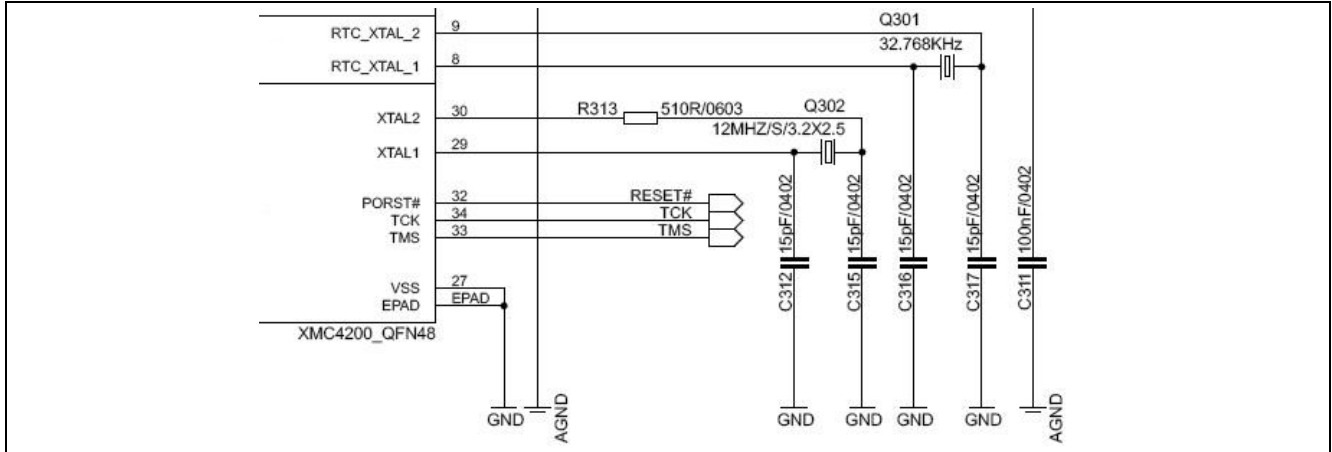 Q301
RTC_XTAL_2 9
32.768KHz
RTC_XTAL_1 8
XTAL2 30 R313 510R/0603 Q302
12MHZ/S/3.2X2.5
XTAL1 29
PORST# 32 RESET#
TCK 34 TCK
TMS 33 TMS
C312 15pF/0402
C315 15pF/0402
C316 15pF/0402
C317 15pF/0402
C311 100nF/0402
VSS 27
EPAD EPAD
XMC4200_QFN48
GND AGND GND GND GND GND AGND